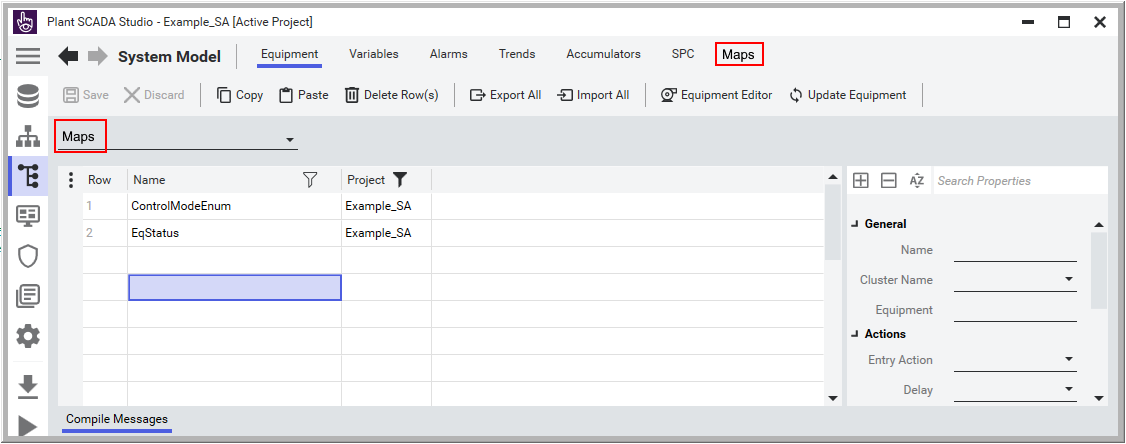 Plant SCADA Studio - Example_SA [Active Project]
System Model Equipment Variables Alarms Trends Accumulators SPC Maps
Save Discard Copy Paste Delete Row(s) Export All Import All Equipment Editor Update Equipment
Maps
Row Name Project AZ Search Properties
1 ControlModeEnum Example_SA
General
2 EqStatus Example_SA
Name
Cluster Name
Equipment
Actions
Entry Action
Delay
Compile Messages